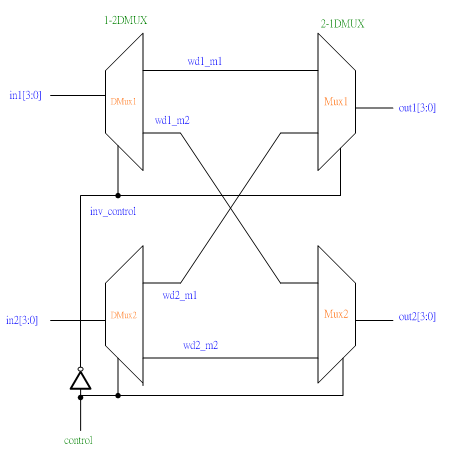 1-2DMUX
2-1DMUX
wd1_m1
in1[3:0]
DMux1
Mux1
out1[3:0]
wd1_m2
inv_control
wd2_m1
in2[3:0]
DMux2
Mux2
out2[3:0]
wd2_m2
control